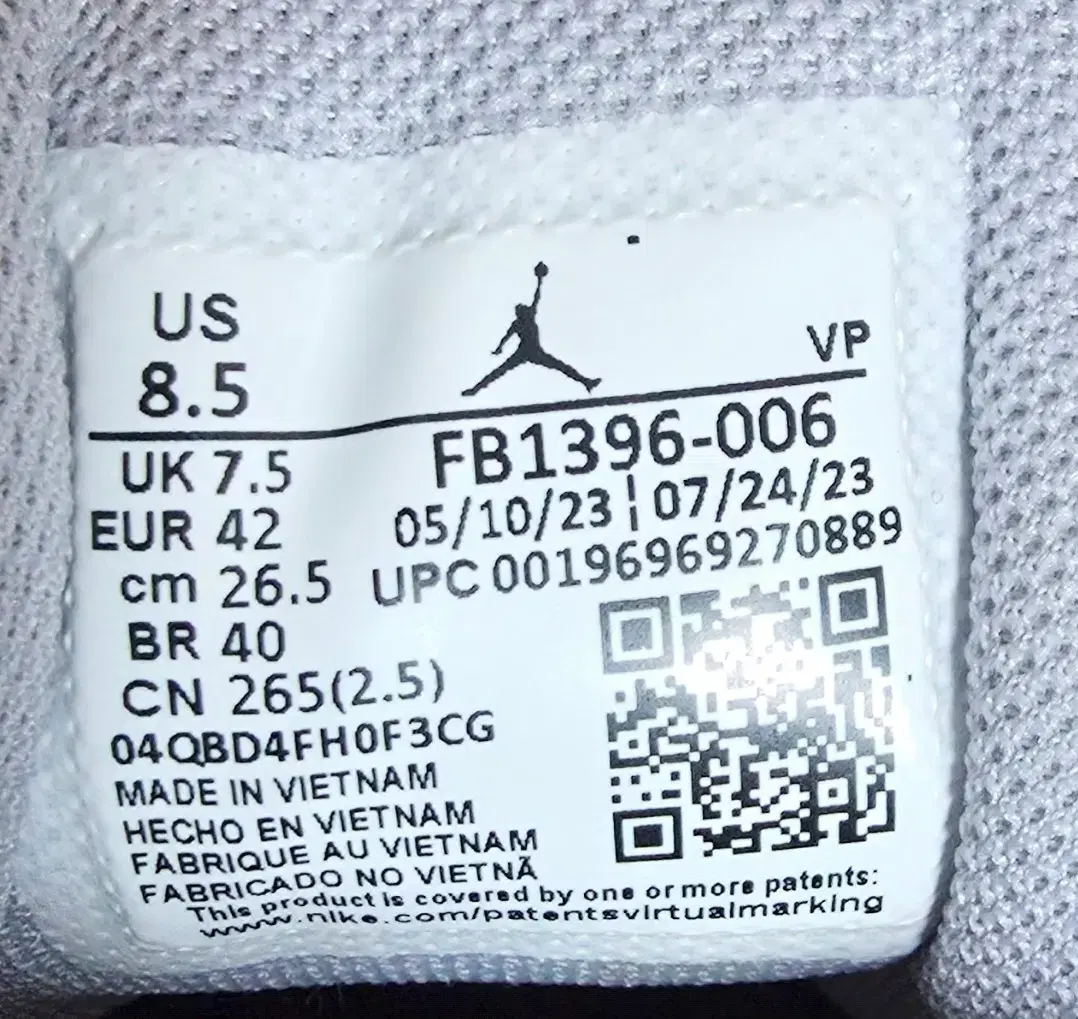 US
8.5
VP
UK 7.5
EUR 42
cm 26.5
BR 40
CN 265(2.5)
FB1396-006
05/10/23 ¦ 07/24/23
UPC 00196969270889
04QBD4FH0F3CG
MADE IN VIETNAM
HECHO EN VIETNAM
FABRIQUE AU VIETNAM
FABRICADO NO VIETNÃ
This product is covered by one or more patents:
www.nike.com/patentsvirtualmarking